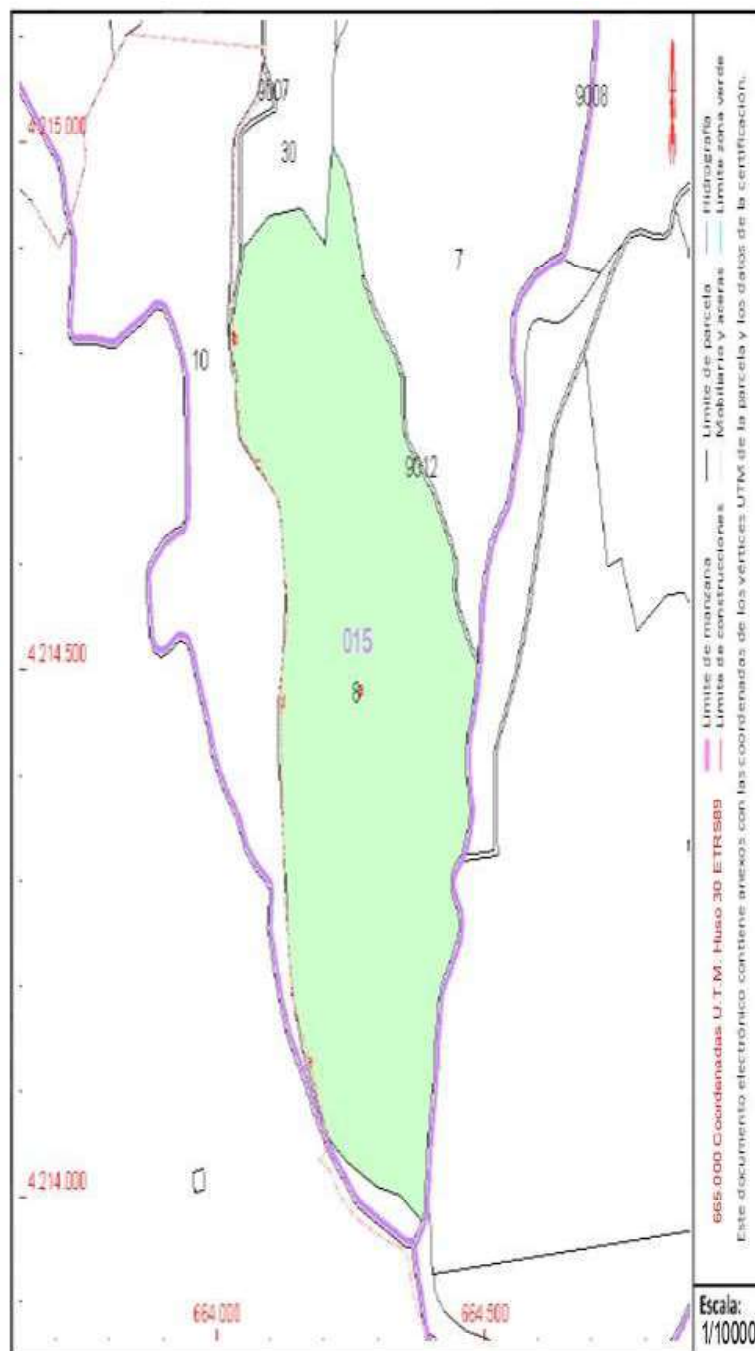 4,215,000
9007
30
9008
7
10
9012
4,214,500
015
8
4,214,000
664,000
664,500
Límite de manzana
Límite de parcela
Hidrografía
665.000 Coordenadas U.T.M. Huso 30 ETRS89
Límite de construcciones
Mobiliario y aceras
Límite zona verde
Este documento electrónico contiene anexos con las coordenadas de los vértices UTM de la parcela y los datos de la certificación.
Escala:
1/10000